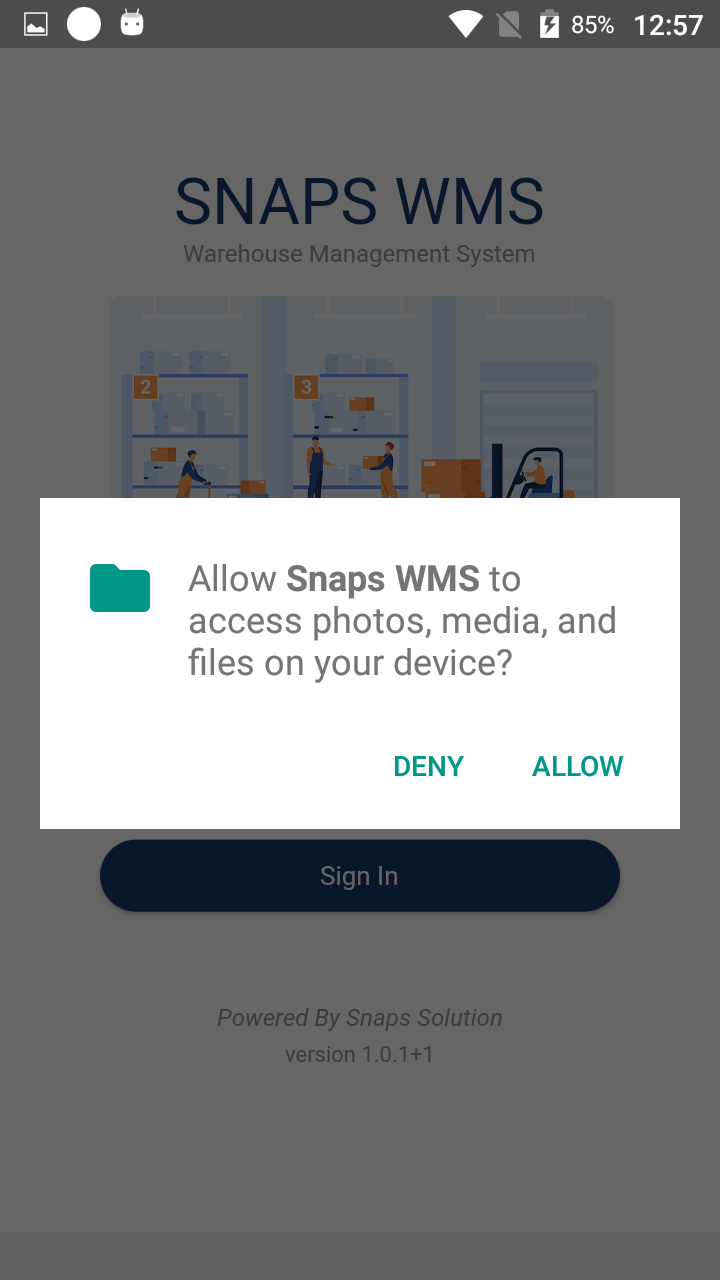 85% 12:57
SNAPS WMS
Warehouse Management System
2 3
Allow Snaps WMS to
access photos, media, and
files on your device?
DENY ALLOW
Sign In
Powered By Snaps Solution
version 1.0.1+1